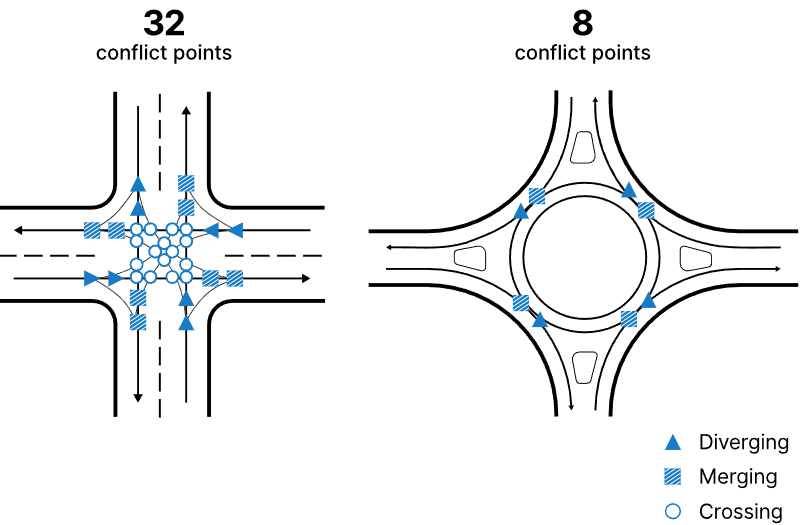 32
conflict points
8
conflict points
Diverging
Merging
Crossing